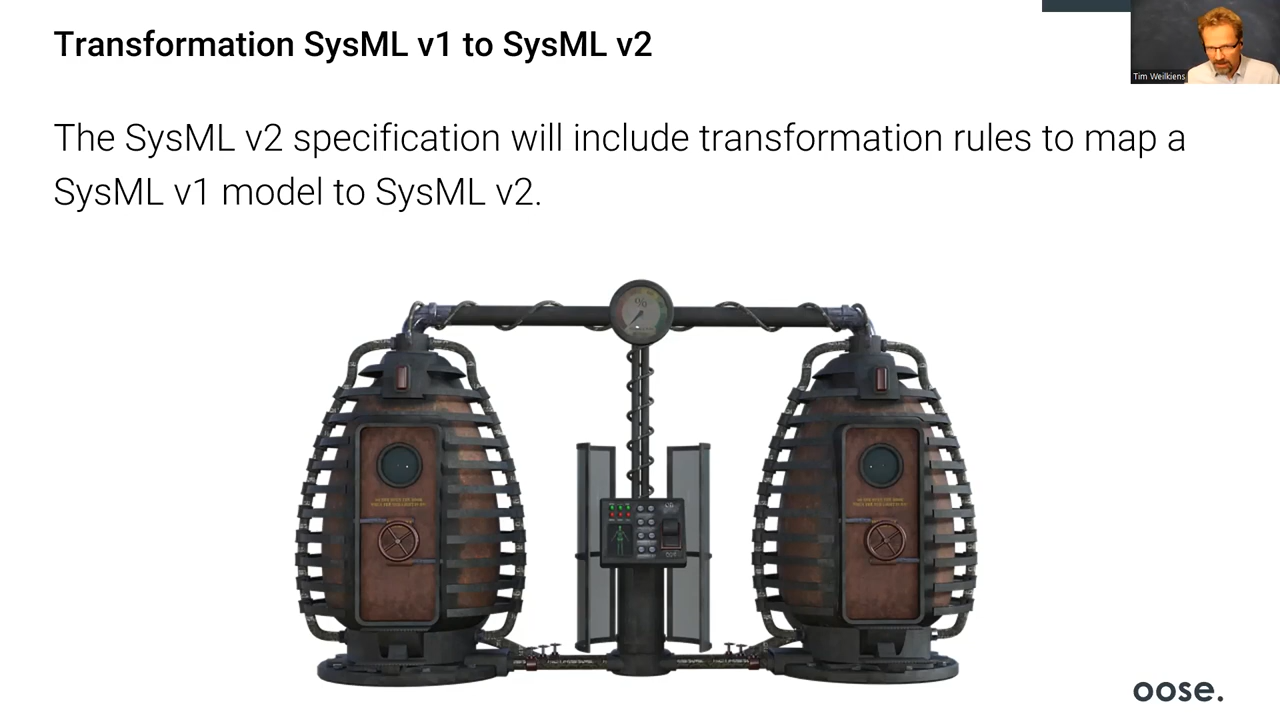 Transformation SysML v1 to SysML v2
Tim Weilkiens
The SysML v2 specification will include transformation rules to map a
SysML v1 model to SysML v2.
%
oose.